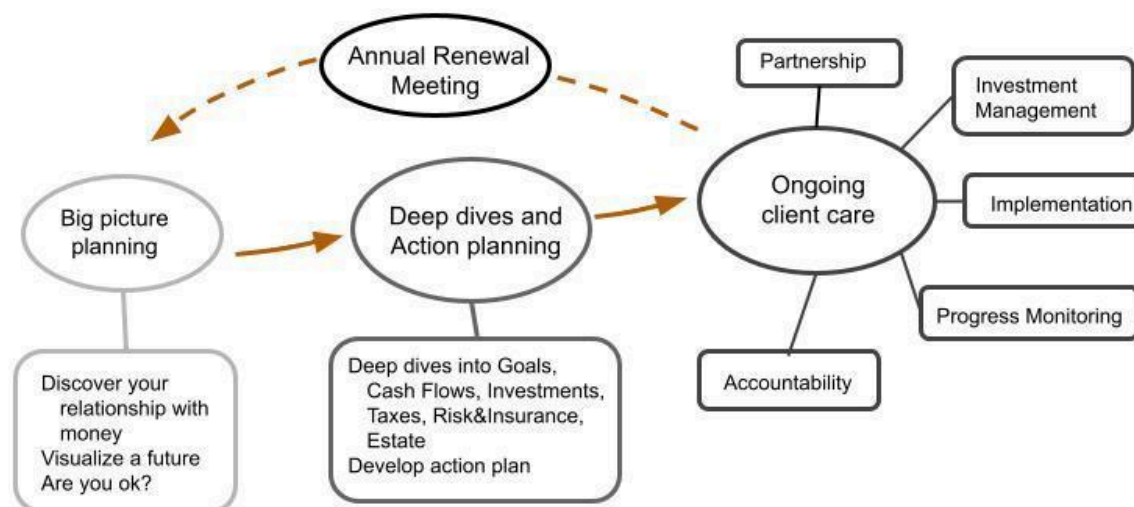 Annual Renewal
Meeting
Partnership
Investment
Management
Big picture
planning
Deep dives and
Action planning
Ongoing
client care
Implementation
Progress Monitoring
Accountability
Discover your
relationship with
money
Visualize a future
Are you ok?
Deep dives into Goals,
Cash Flows, Investments,
Taxes, Risk&Insurance,
Estate
Develop action plan